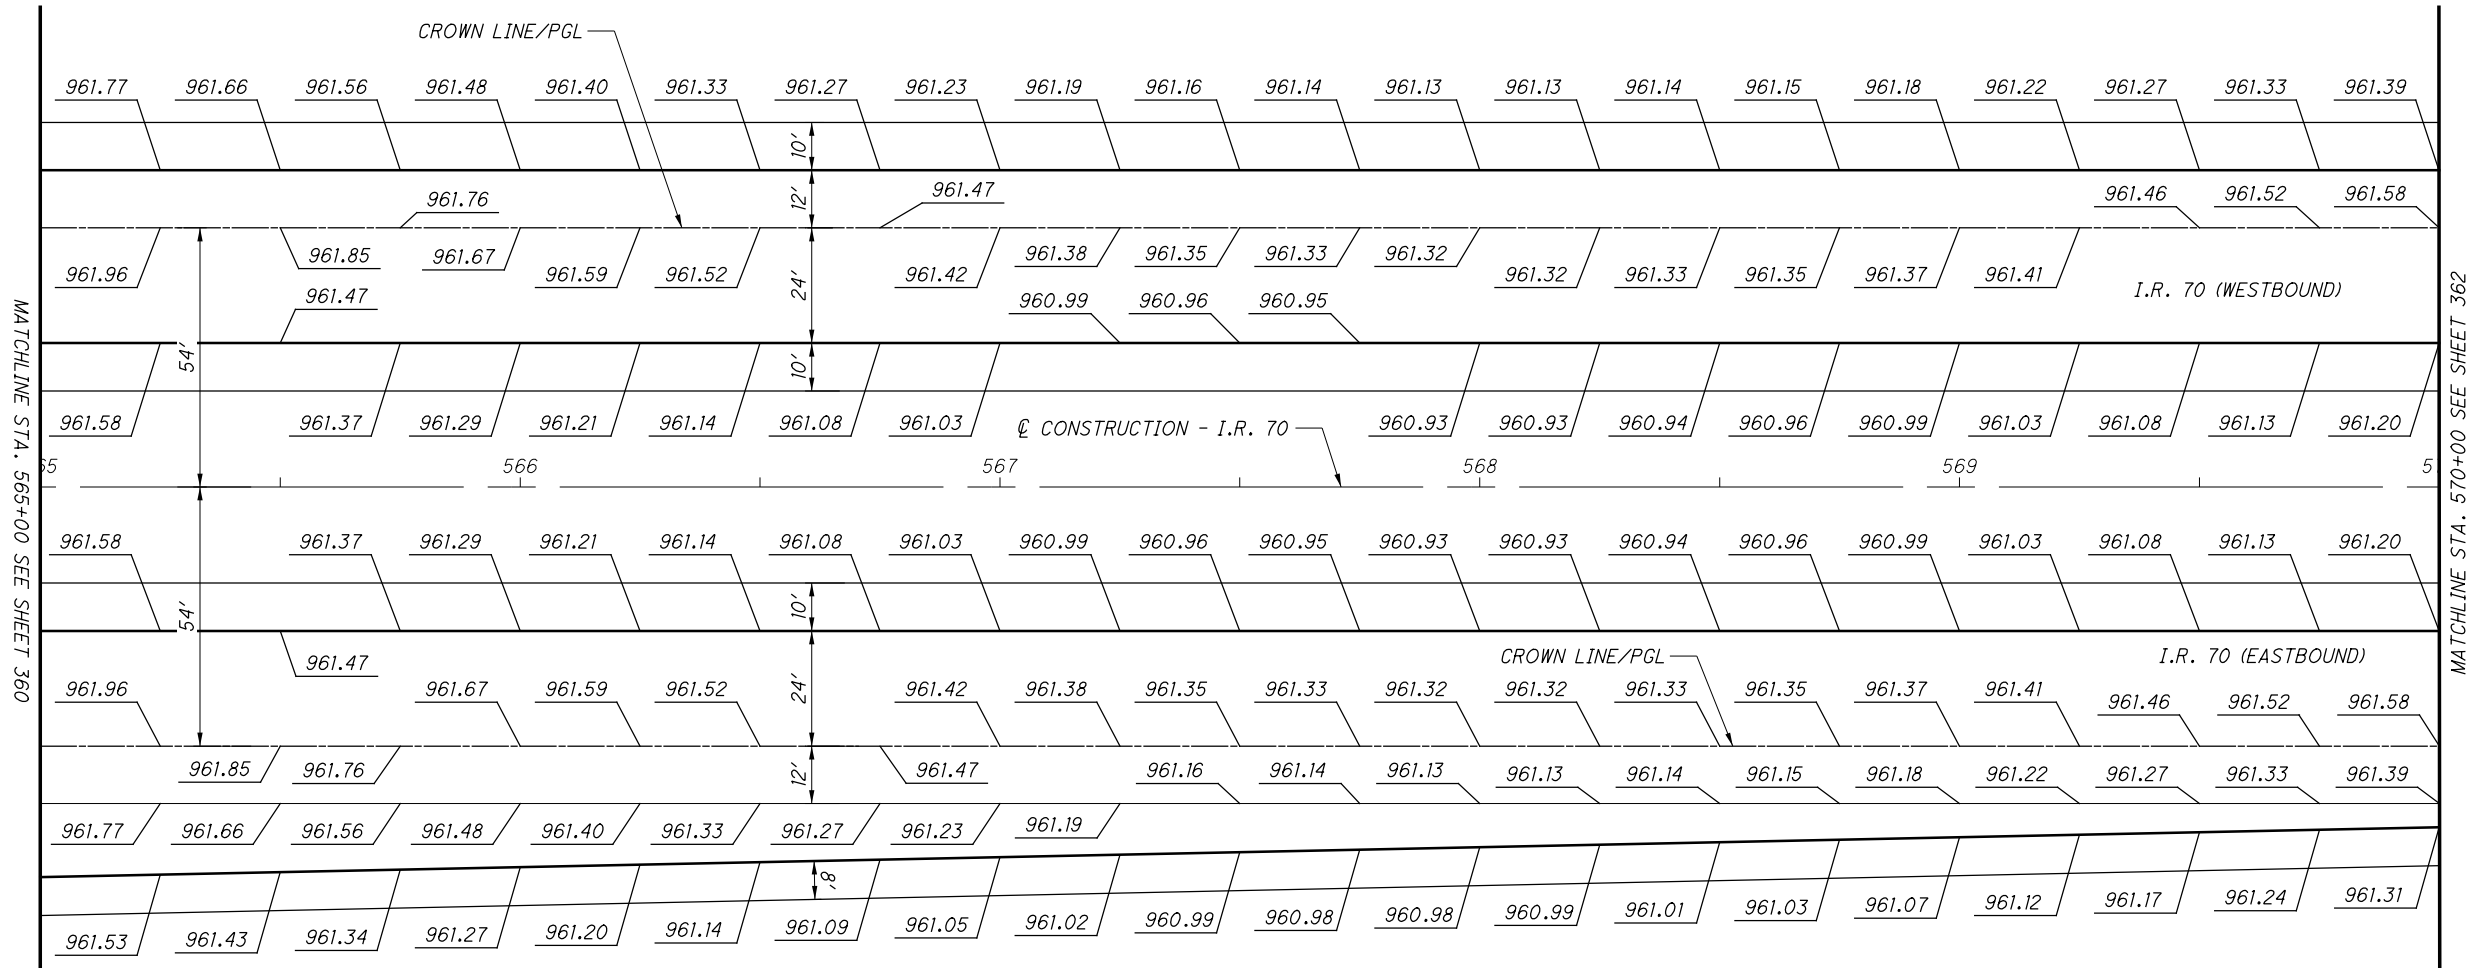 CROWN LINE/PGL
961.77 961.66 961.56 961.48 961.40 961.33 961.27 961.23 961.19 961.16 961.14 961.13 961.13 961.14 961.15 961.18 961.22 961.27 961.33 961.39
10'
12'
961.76 961.47 961.46 961.52 961.58
961.96 961.85 961.67 961.59 961.52 961.42 961.38 961.35 961.33 961.32 961.32 961.33 961.35 961.37 961.41
24'
I.R. 70 (WESTBOUND)
961.47 960.99 960.96 960.95
54'
10'
961.58 961.37 961.29 961.21 961.14 961.08 961.03 960.93 960.93 960.94 960.96 960.99 961.03 961.08 961.13 961.20
℄ CONSTRUCTION - I.R. 70
MATCHLINE STA. 565+00 SEE SHEET 360
MATCHLINE STA. 570+00 SEE SHEET 362
65 566 567 568 569 5
961.58 961.37 961.29 961.21 961.14 961.08 961.03 960.99 960.96 960.95 960.93 960.93 960.94 960.96 960.99 961.03 961.08 961.13 961.20
54'
10'
961.47
CROWN LINE/PGL
I.R. 70 (EASTBOUND)
24'
961.96 961.67 961.59 961.52 961.42 961.38 961.35 961.33 961.32 961.32 961.33 961.35 961.37 961.41 961.46 961.52 961.58
12'
961.85 961.76 961.47 961.16 961.14 961.13 961.13 961.14 961.15 961.18 961.22 961.27 961.33 961.39
961.77 961.66 961.56 961.48 961.40 961.33 961.27 961.23 961.19
8'
961.53 961.43 961.34 961.27 961.20 961.14 961.09 961.05 961.02 960.99 960.98 960.98 960.99 961.01 961.03 961.07 961.12 961.17 961.24 961.31